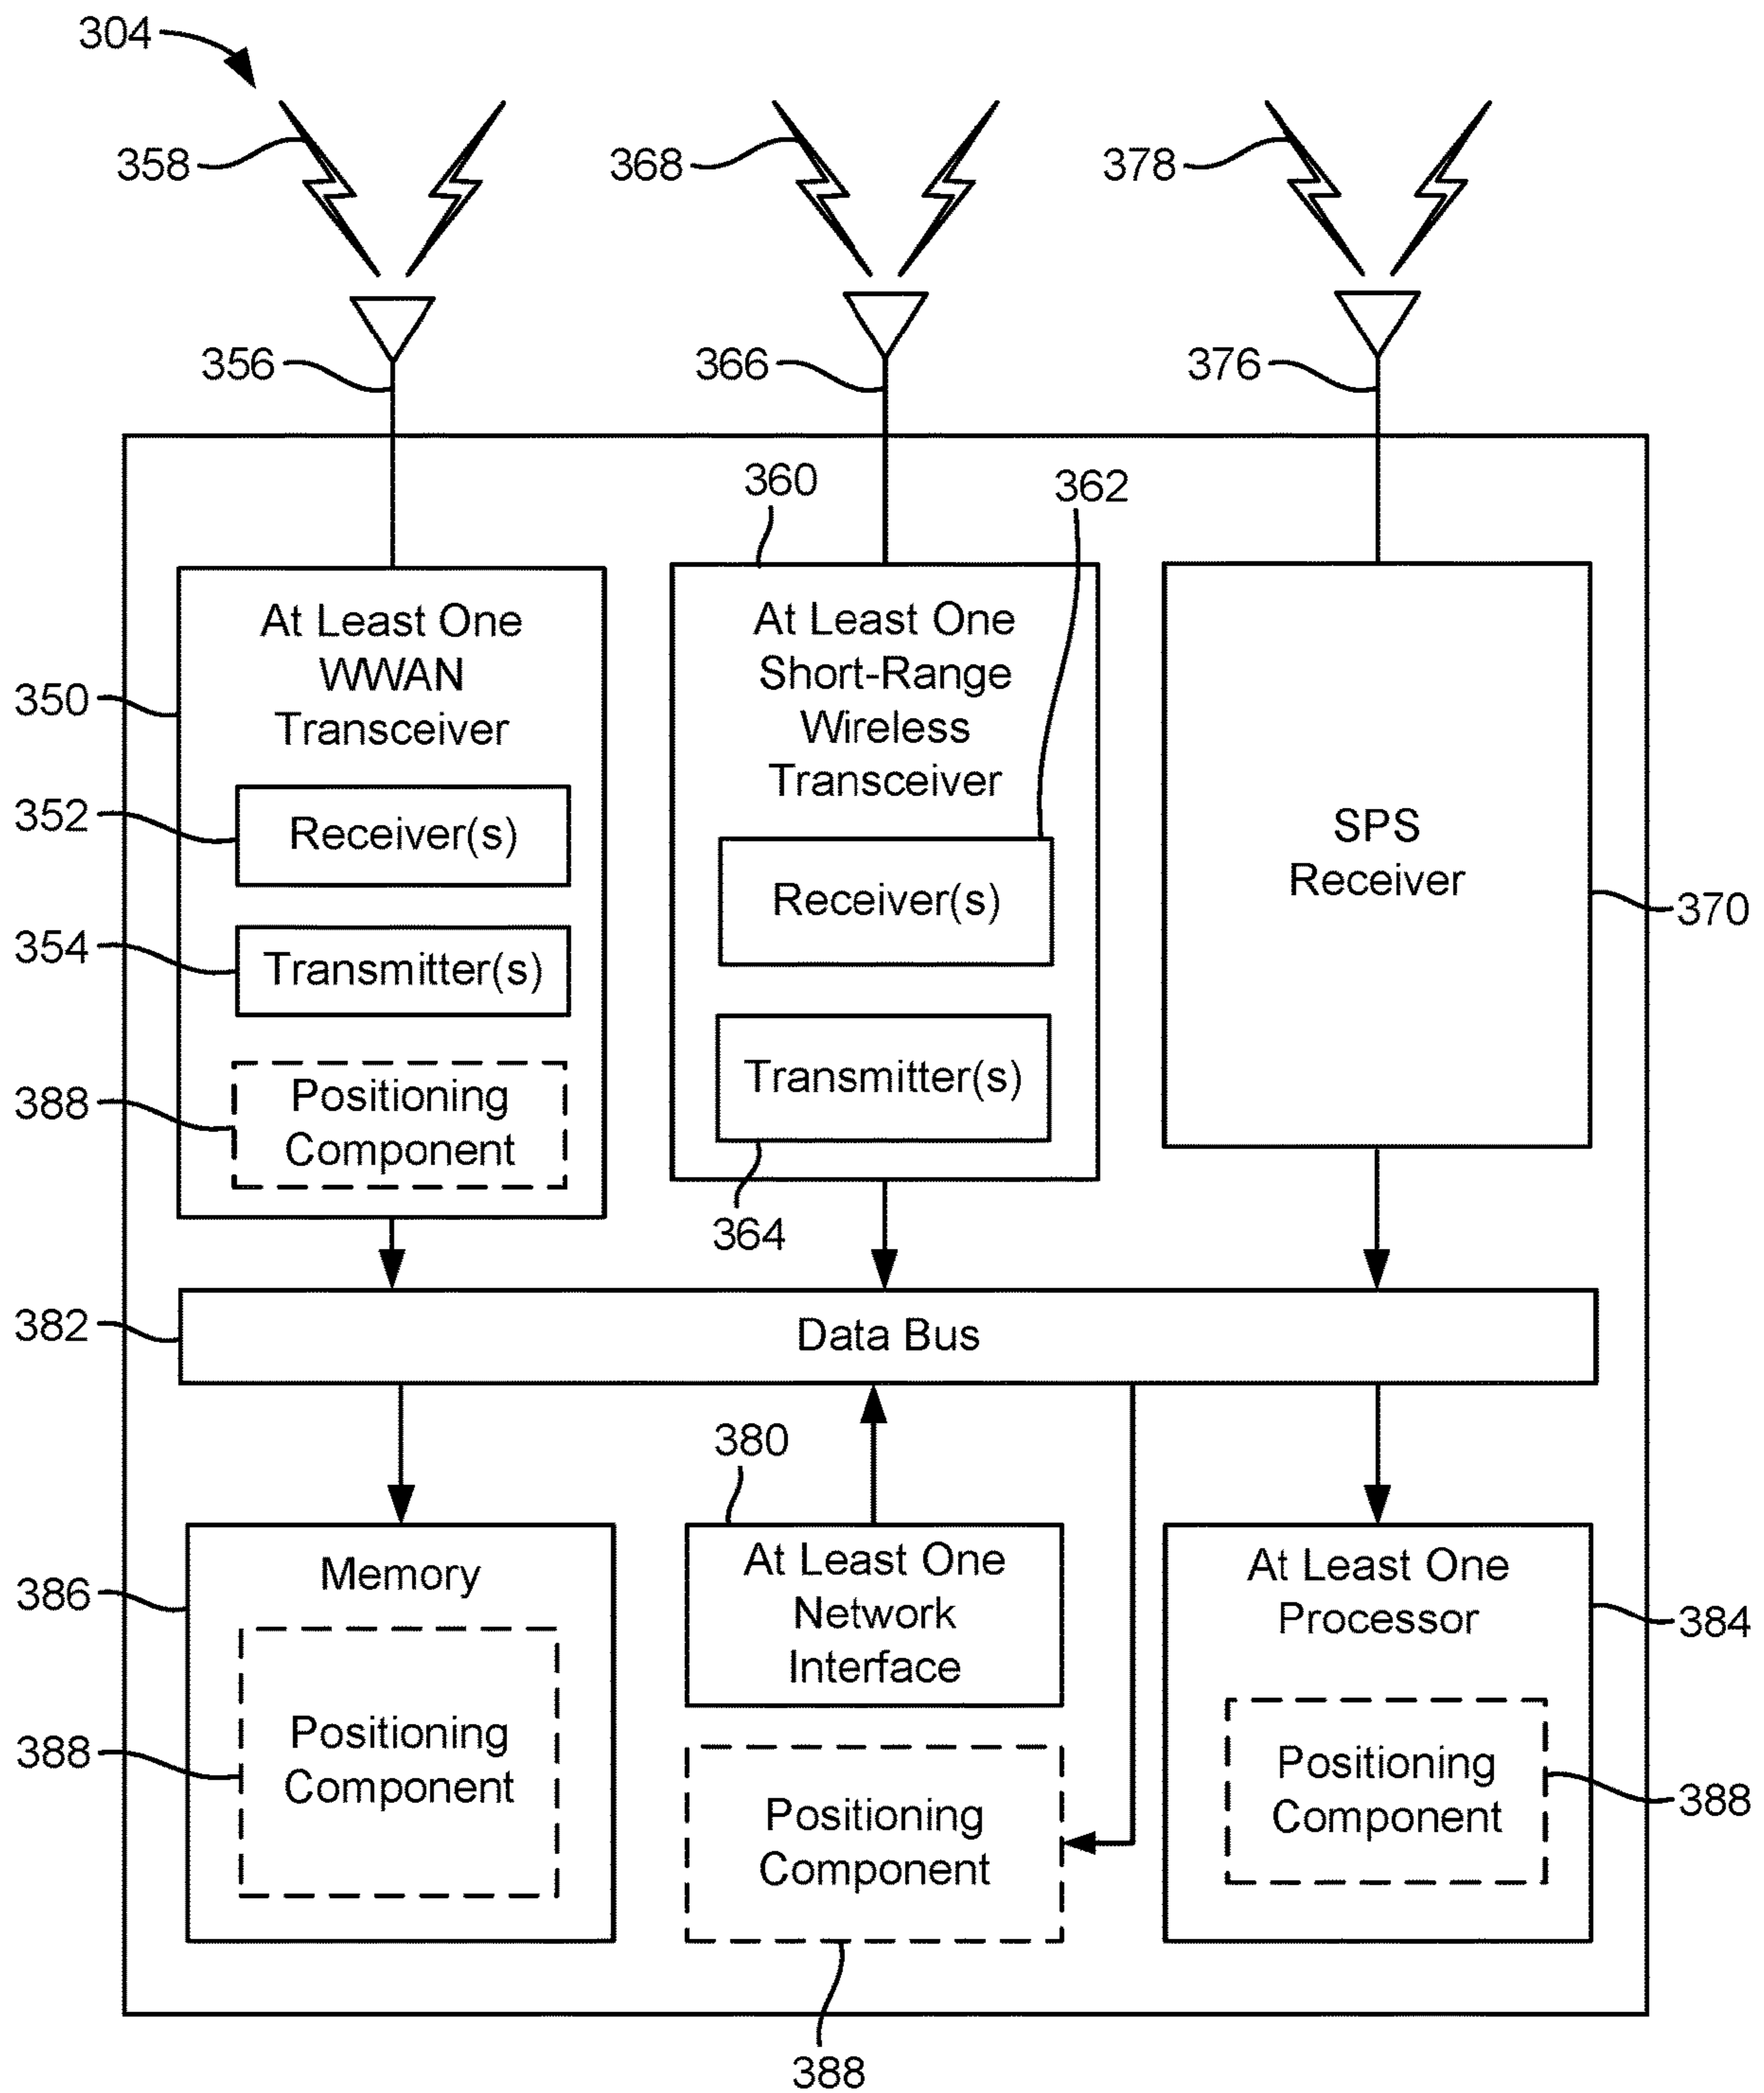 304
358
368
378
356
366
376
360
362
350
At Least One
WWAN
Transceiver
352
Receiver(s)
354
Transmitter(s)
388
Positioning
Component
At Least One
Short-Range
Wireless
Transceiver
Receiver(s)
Transmitter(s)
364
SPS
Receiver
370
382
Data Bus
386
Memory
388
Positioning
Component
380
At Least One
Network
Interface
Positioning
Component
388
At Least One
Processor
384
Positioning
Component
388